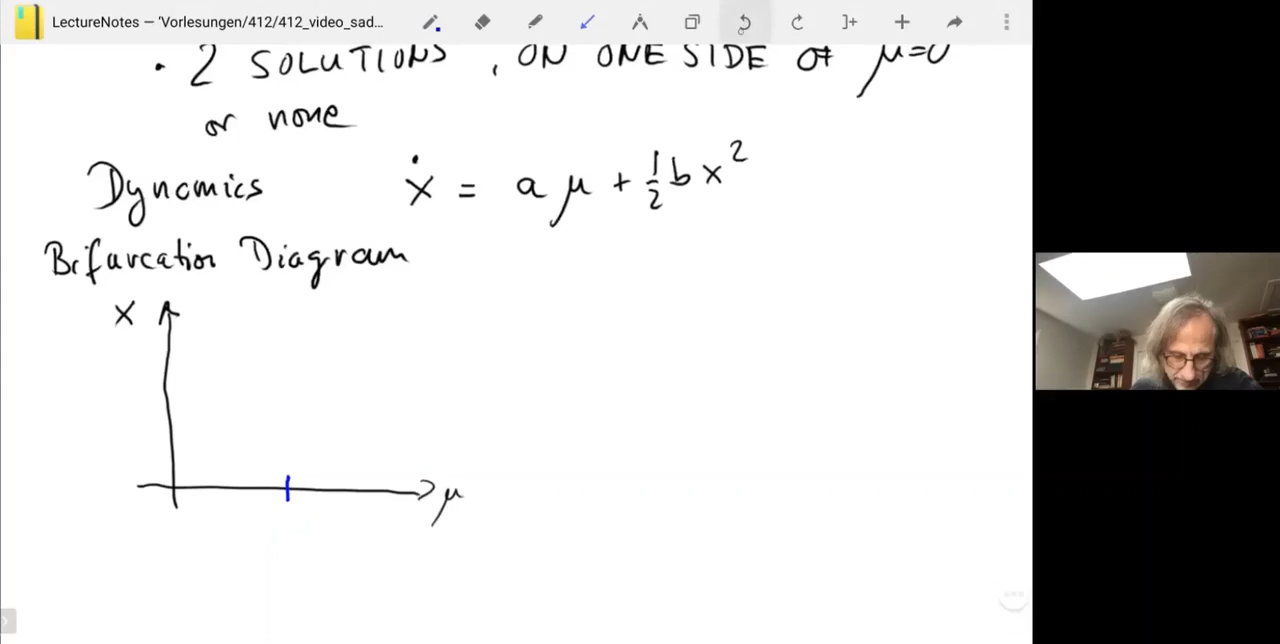 LectureNotes — ‘Vorlesungen/412/412_video_sad...
· 2 SOLUTIONS , ON ONE SIDE OF μ=0
or none
Dynamics ẋ = a μ + 1/2 b x²
Bifurcation Diagram
X
μ